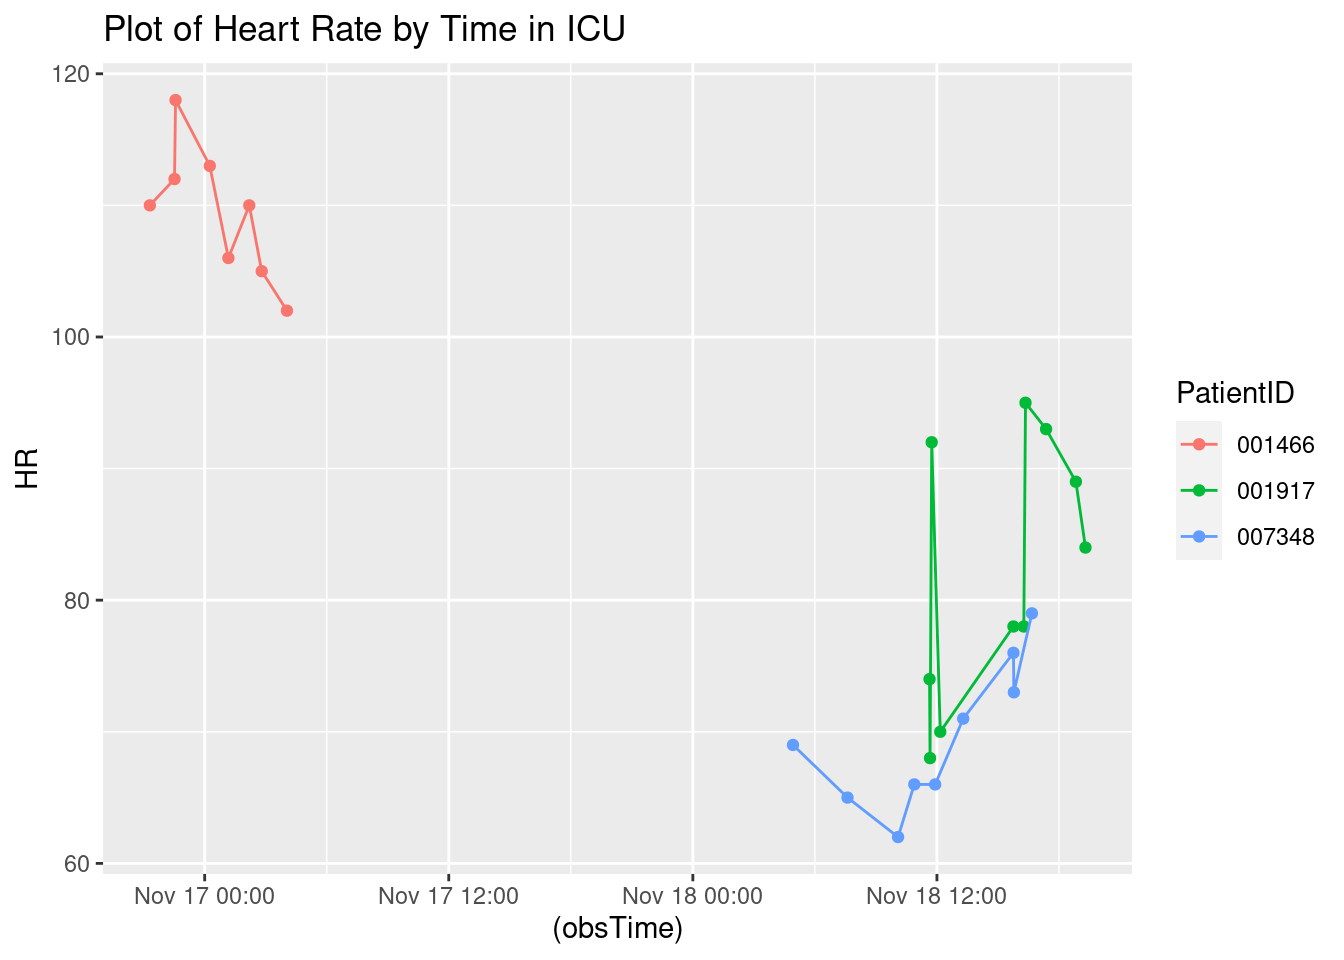 Plot of Heart Rate by Time in ICU
120
100
80
60
HR
Nov 17 00:00 Nov 17 12:00 Nov 18 00:00 Nov 18 12:00
(obsTime)
PatientID
001466
001917
007348